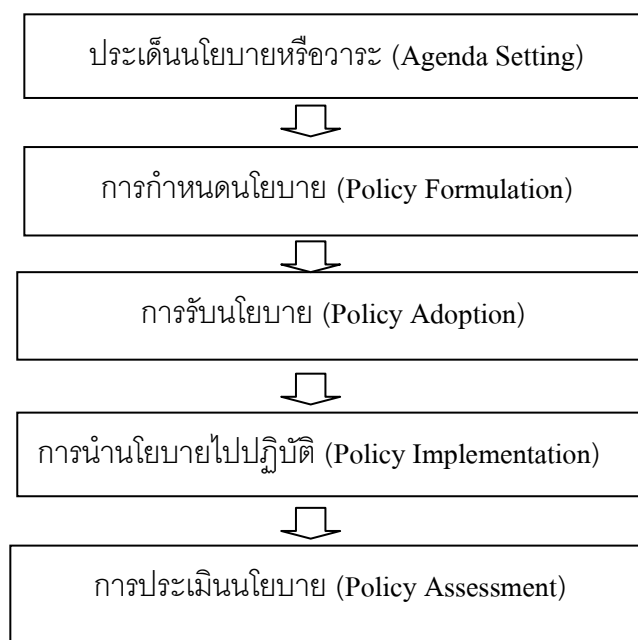 ประเด็นนโยบายหรือวาระ (Agenda Setting)
การกำหนดนโยบาย (Policy Formulation)
การรับนโยบาย (Policy Adoption)
การนำนโยบายไปปฏิบัติ (Policy Implementation)
การประเมินนโยบาย (Policy Assessment)